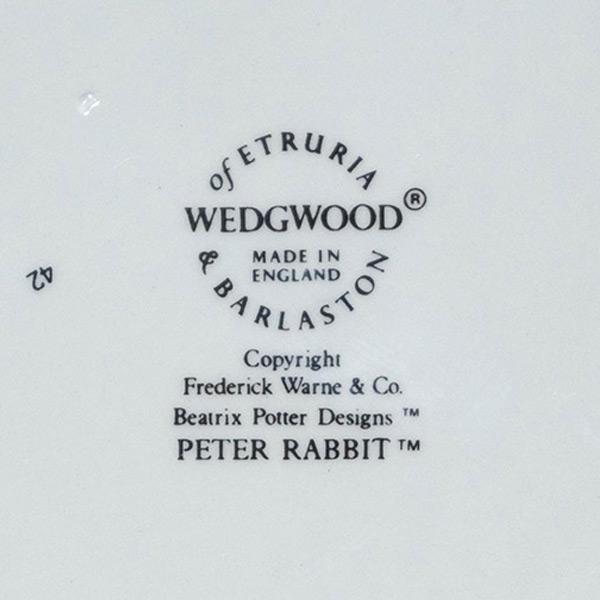 of ETRURIA
WEDGWOOD®
MADE IN
ENGLAND
& BARLASTON
42
Copyright
Frederick Warne & Co.
Beatrix Potter Designs ™
PETER RABBIT ™